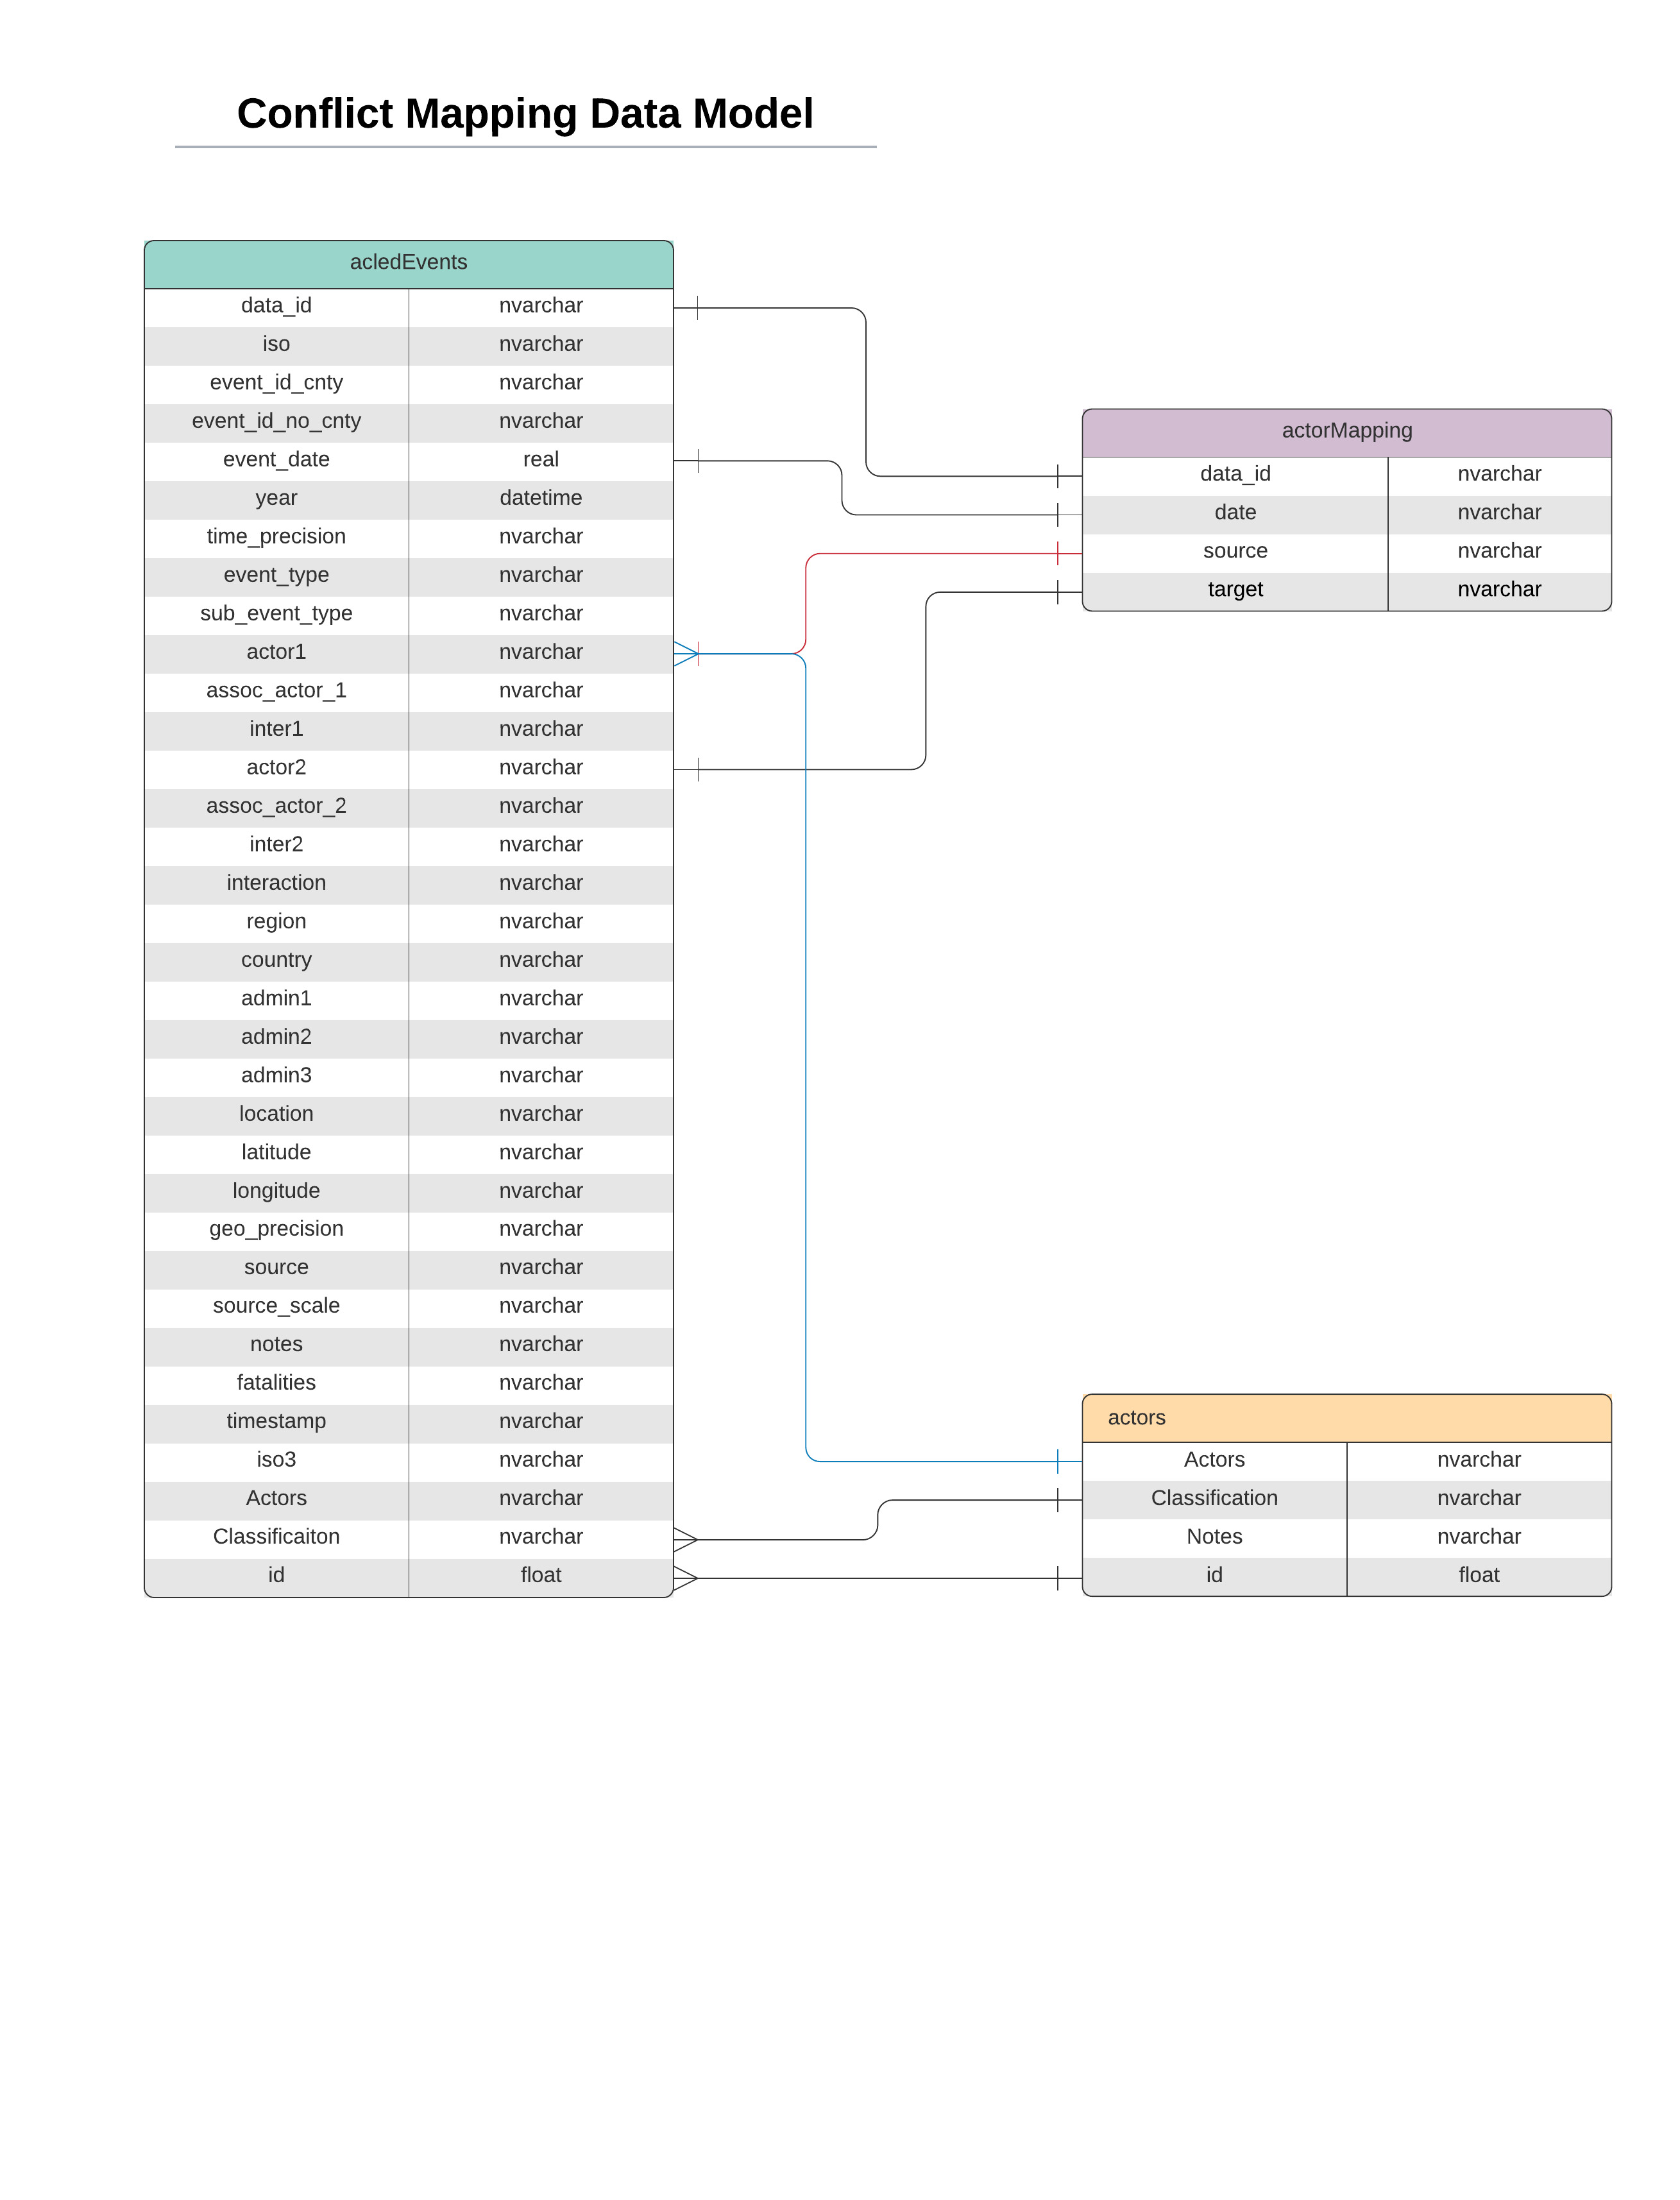 Conflict Mapping Data Model
acledEvents
data_id nvarchar
iso nvarchar
event_id_cnty nvarchar
event_id_no_cnty nvarchar
event_date real
year datetime
time_precision nvarchar
event_type nvarchar
sub_event_type nvarchar
actor1 nvarchar
assoc_actor_1 nvarchar
inter1 nvarchar
actor2 nvarchar
assoc_actor_2 nvarchar
inter2 nvarchar
interaction nvarchar
region nvarchar
country nvarchar
admin1 nvarchar
admin2 nvarchar
admin3 nvarchar
location nvarchar
latitude nvarchar
longitude nvarchar
geo_precision nvarchar
source nvarchar
source_scale nvarchar
notes nvarchar
fatalities nvarchar
timestamp nvarchar
iso3 nvarchar
Actors nvarchar
Classificaiton nvarchar
id float
actorMapping
data_id nvarchar
date nvarchar
source nvarchar
target nvarchar
actors
Actors nvarchar
Classification nvarchar
Notes nvarchar
id float